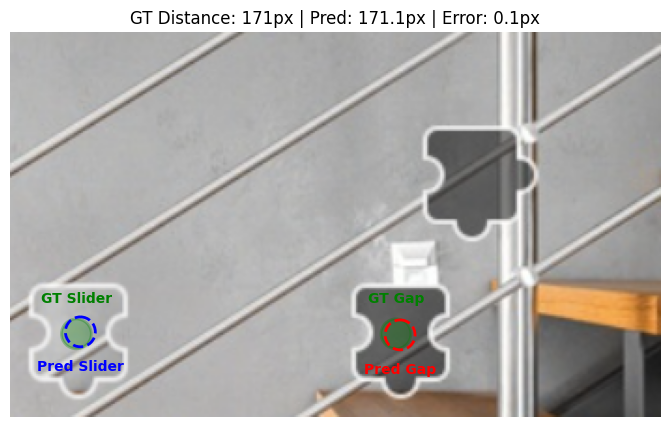 GT Distance: 171px | Pred: 171.1px | Error: 0.1px
GT Slider
GT Gap
Pred Slider
Pred Gap